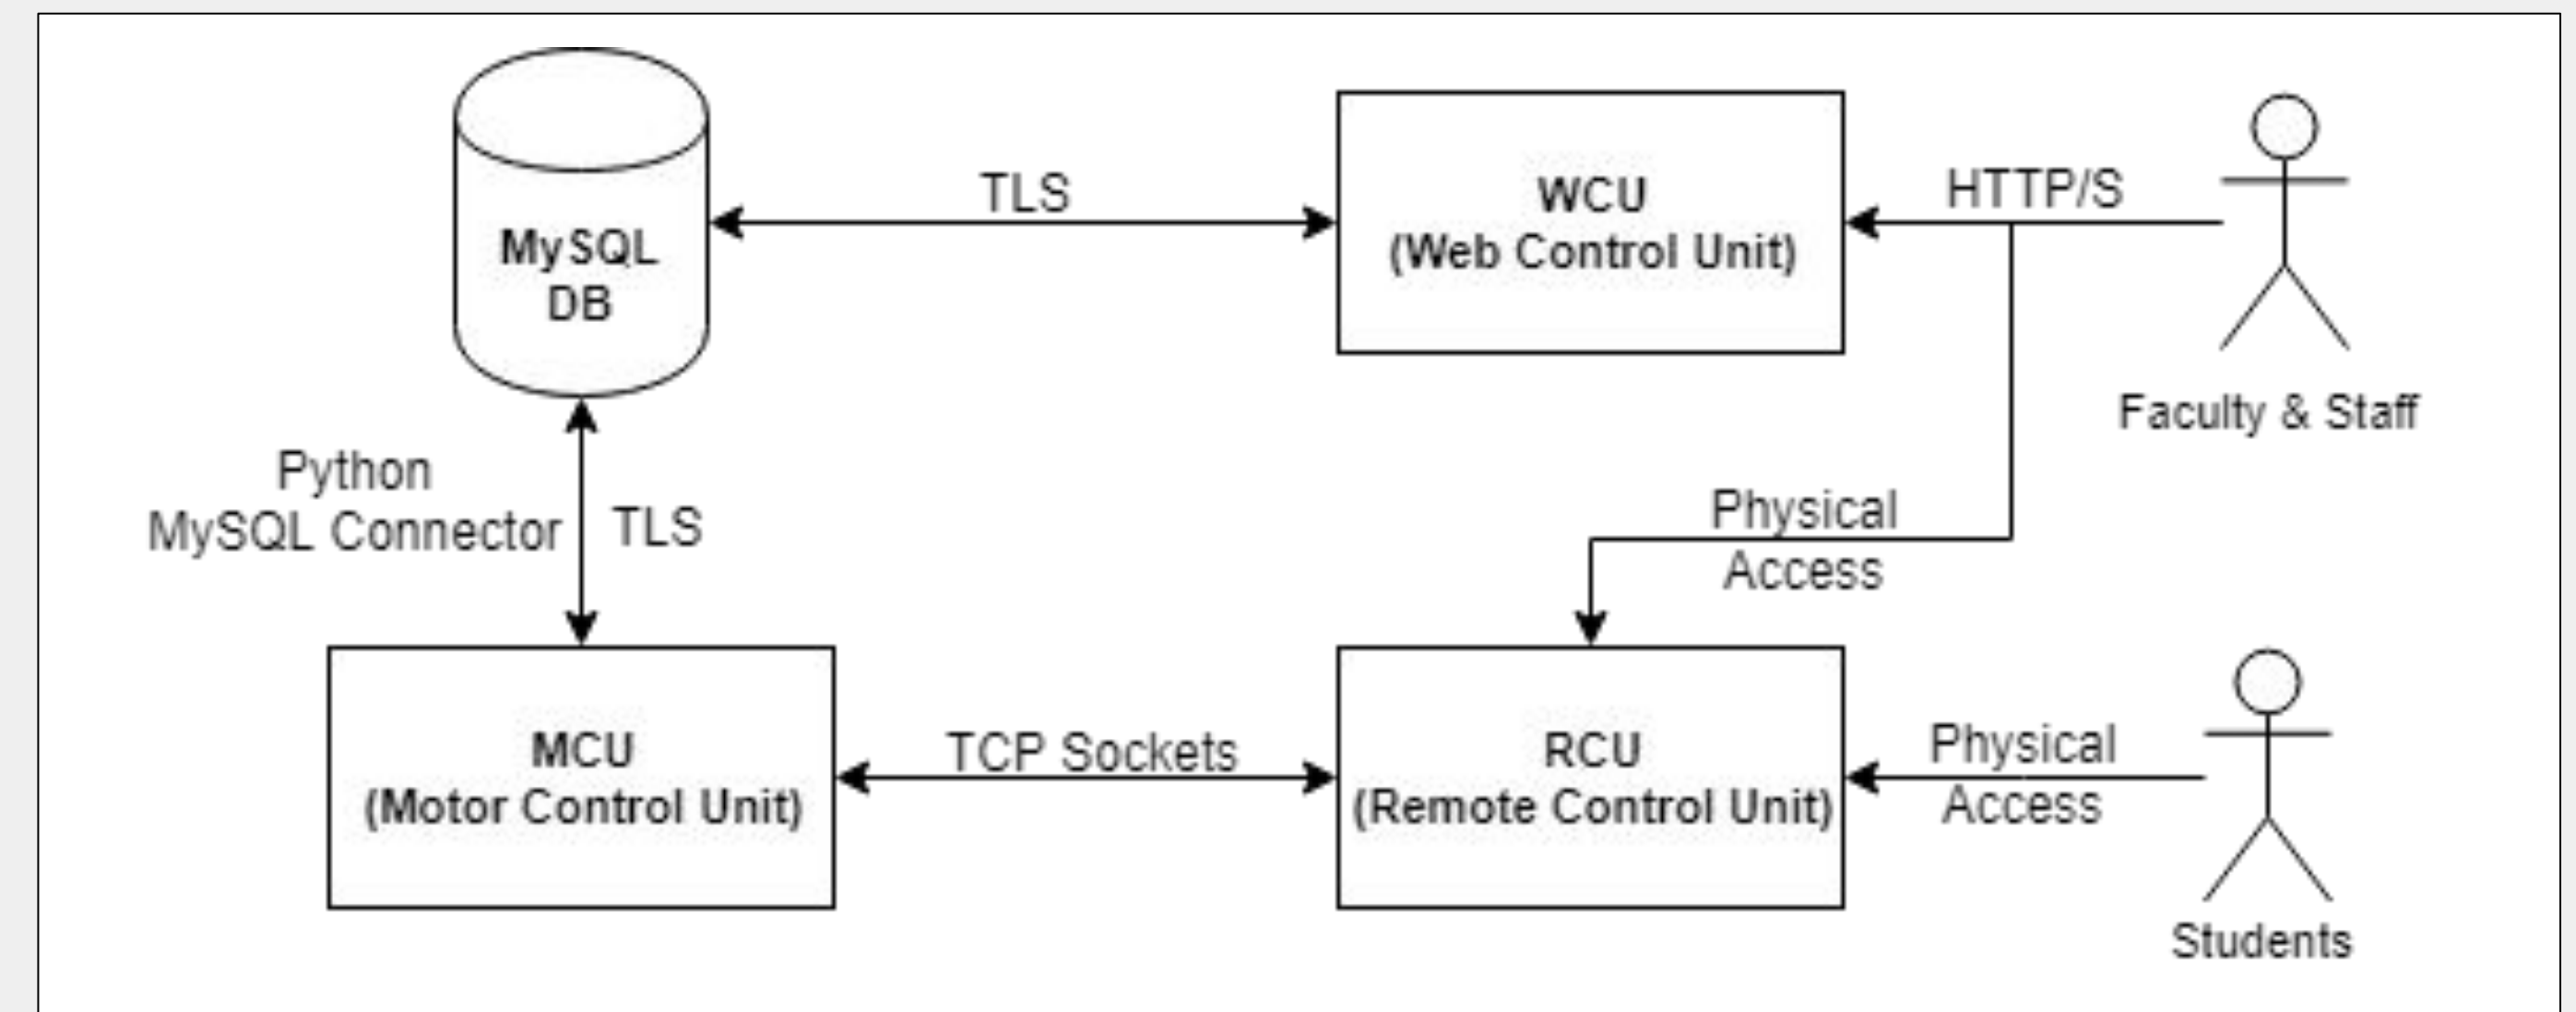 MySQL
DB
TLS
WCU
(Web Control Unit)
HTTP/S
Faculty & Staff
Python
MySQL Connector
TLS
Physical
Access
MCU
(Motor Control Unit)
TCP Sockets
RCU
(Remote Control Unit)
Physical
Access
Students